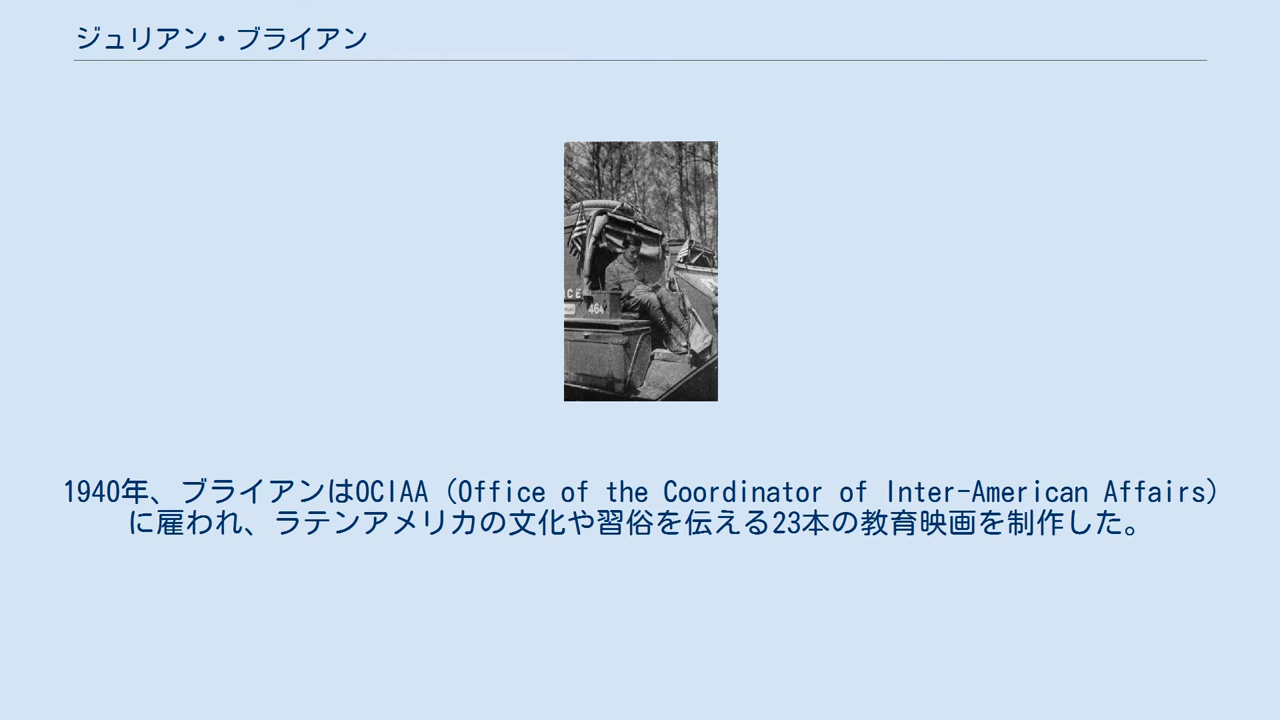 ジュリアン・ブライアン
CE
464
1940年、ブライアンはOCIAA（Office of the Coordinator of Inter-American Affairs）
に雇われ、ラテンアメリカの文化や習俗を伝える23本の教育映画を制作した。